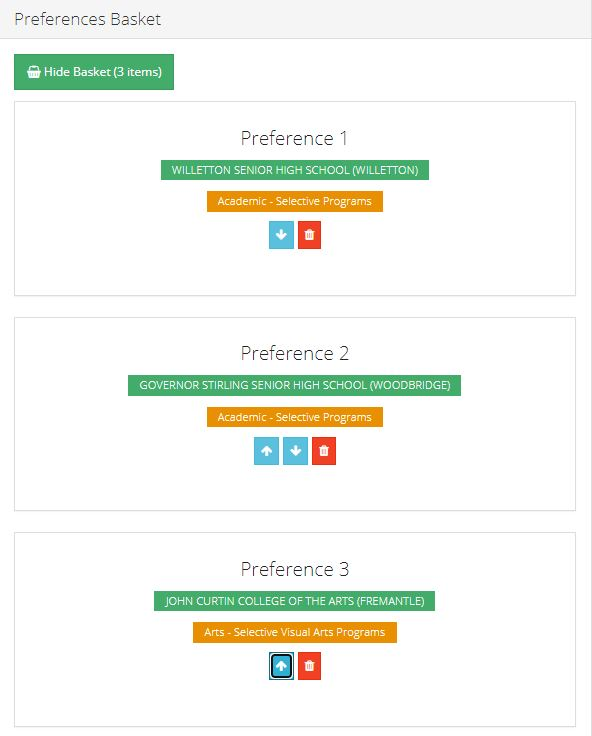 Preferences Basket
Hide Basket (3 items)
Preference 1
WILLETTON SENIOR HIGH SCHOOL (WILLETTON)
Academic - Selective Programs
Preference 2
GOVERNOR STIRLING SENIOR HIGH SCHOOL (WOODBRIDGE)
Academic - Selective Programs
Preference 3
JOHN CURTIN COLLEGE OF THE ARTS (FREMANTLE)
Arts - Selective Visual Arts Programs